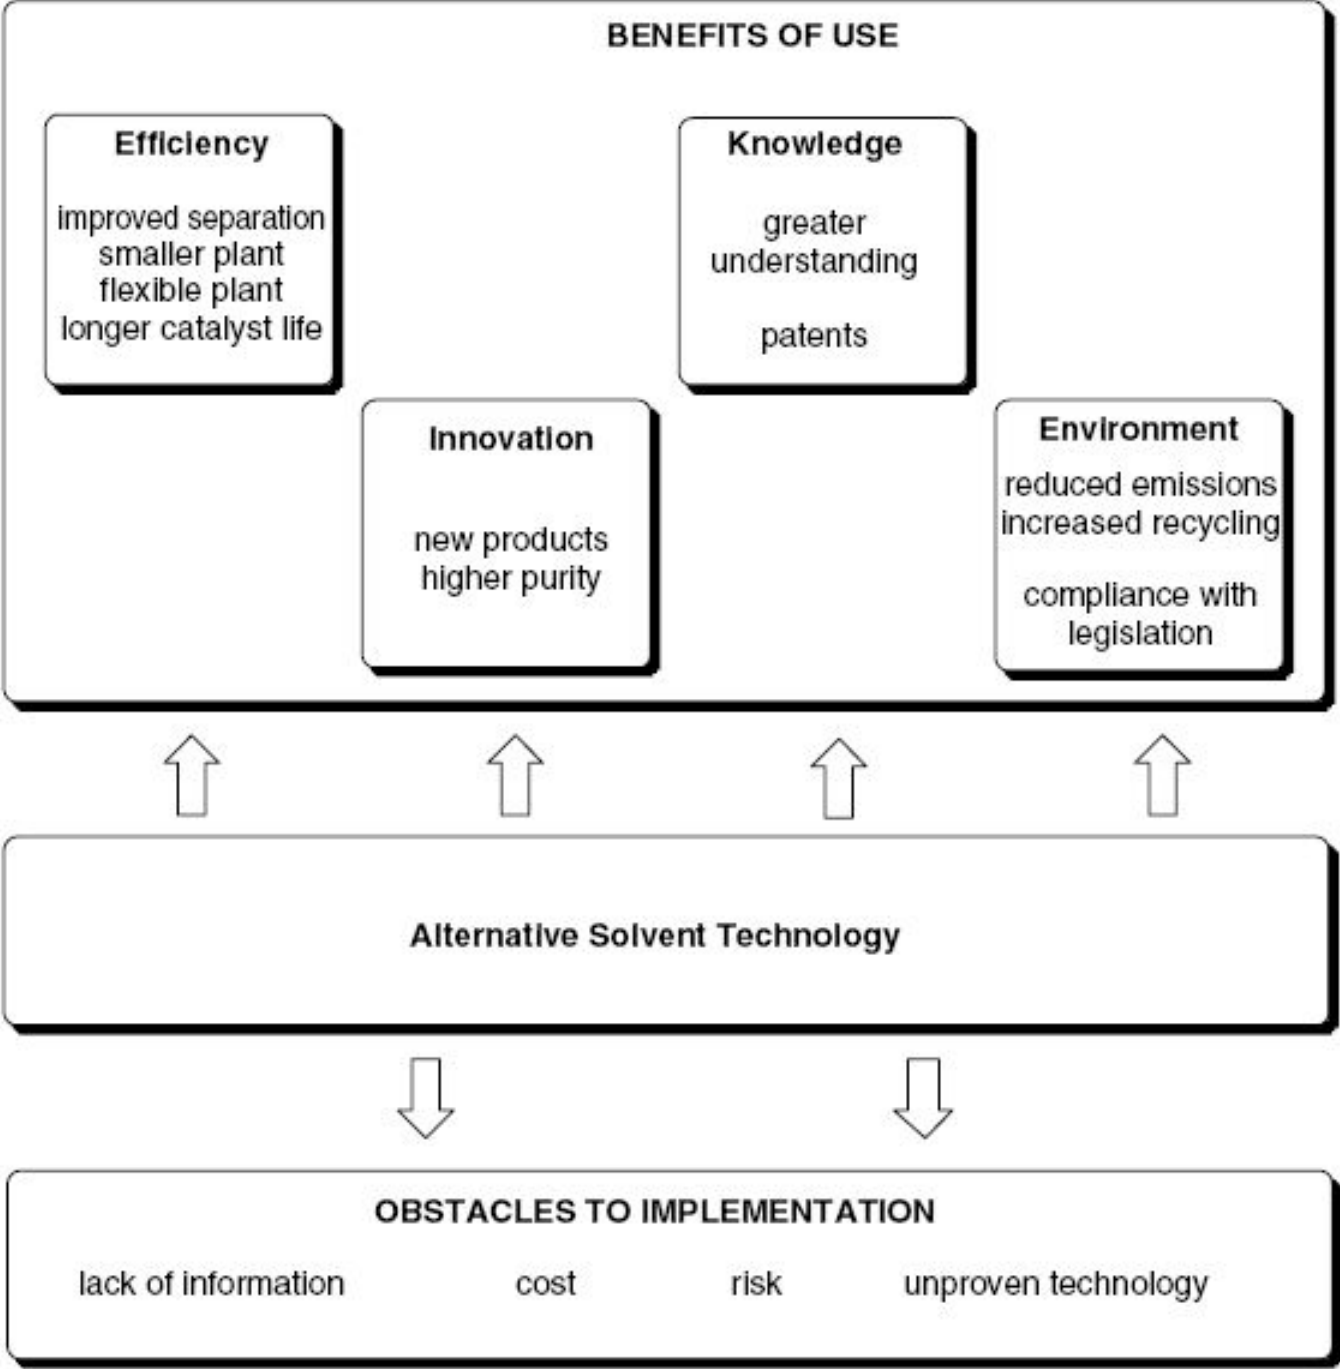 BENEFITS OF USE
Efficiency
improved separation
smaller plant
flexible plant
longer catalyst life
Knowledge
greater
understanding
patents
Innovation
new products
higher purity
Environment
reduced emissions
increased recycling
compliance with
legislation
Alternative Solvent Technology
OBSTACLES TO IMPLEMENTATION
lack of information cost risk unproven technology